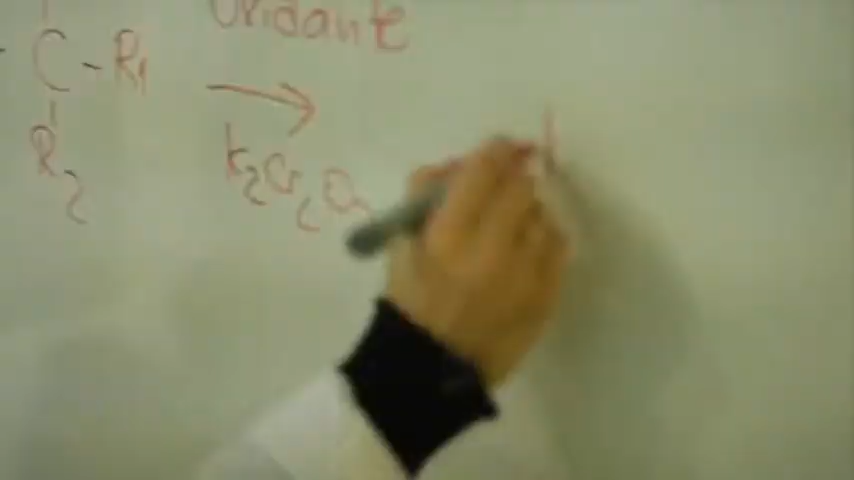 Oxidante
C - R1
R2
K2Cr2O7